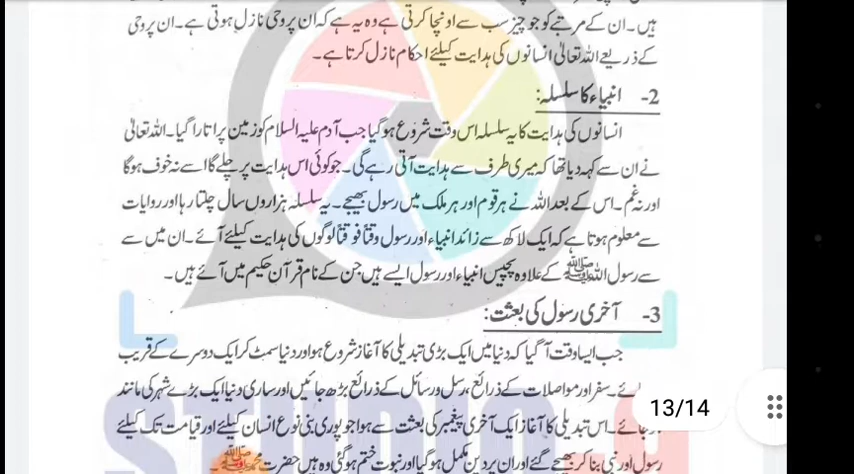 ہیں۔ ان کے مرتبے کو جو چیز سب سے اونچا کرتی ہے وہ یہ ہے کہ ان پر وحی نازل ہوتی ہے۔ ان پر وحی
کے ذریعے اللہ تعالیٰ انسانوں کی ہدایت کیلئے احکام نازل کرتا ہے۔
2- انبیاء کا سلسلہ:
انسانوں کی ہدایت کا یہ سلسلہ اس وقت شروع ہو گیا جب آدم علیہ السلام کو زمین پر اتارا گیا۔ اللہ تعالیٰ
نے ان سے کہہ دیا تھا کہ میری طرف سے ہدایت آتی رہے گی۔ جو کوئی اس ہدایت پر چلے گا اسے نہ خوف ہوگا
اور نہ غم۔ اس کے بعد اللہ نے ہر قوم اور ہر ملک میں رسول بھیجے۔ یہ سلسلہ ہزاروں سال چلتا رہا اور روایات
سے معلوم ہوتا ہے کہ ایک لاکھ سے زائد انبیاء اور رسول وقتاً فوقتاً لوگوں کی ہدایت کیلئے آئے۔ ان میں سے
سے رسول اللہ ﷺ کے علاوہ پچیس انبیاء اور رسول ایسے ہیں جن کے نام قرآن حکیم میں آئے ہیں۔
3- آخری رسول کی بعثت:
جب ایسا وقت آ گیا کہ دنیا میں ایک بڑی تبدیلی کا آغاز شروع ہو اور دنیا سمٹ کر ایک دوسرے کے قریب
سفر اور مواصلات کے ذرائع، رسل و رسائل کے ذرائع بڑھ جائیں اور ساری دنیا ایک بڑے شہر کی مانند
13/14
جائے۔ اس تبدیلی کا آغاز ایک آخری پیغمبر کی بعثت سے ہوا جو پوری بنی نوع انسان کیلئے اور قیامت تک کیلئے
رسول اور نبی بنا کر بھیجے گئے اور ان پر دین مکمل ہو گیا اور نبوت ختم ہو گئی وہ ہیں حضرت محمد ﷺ